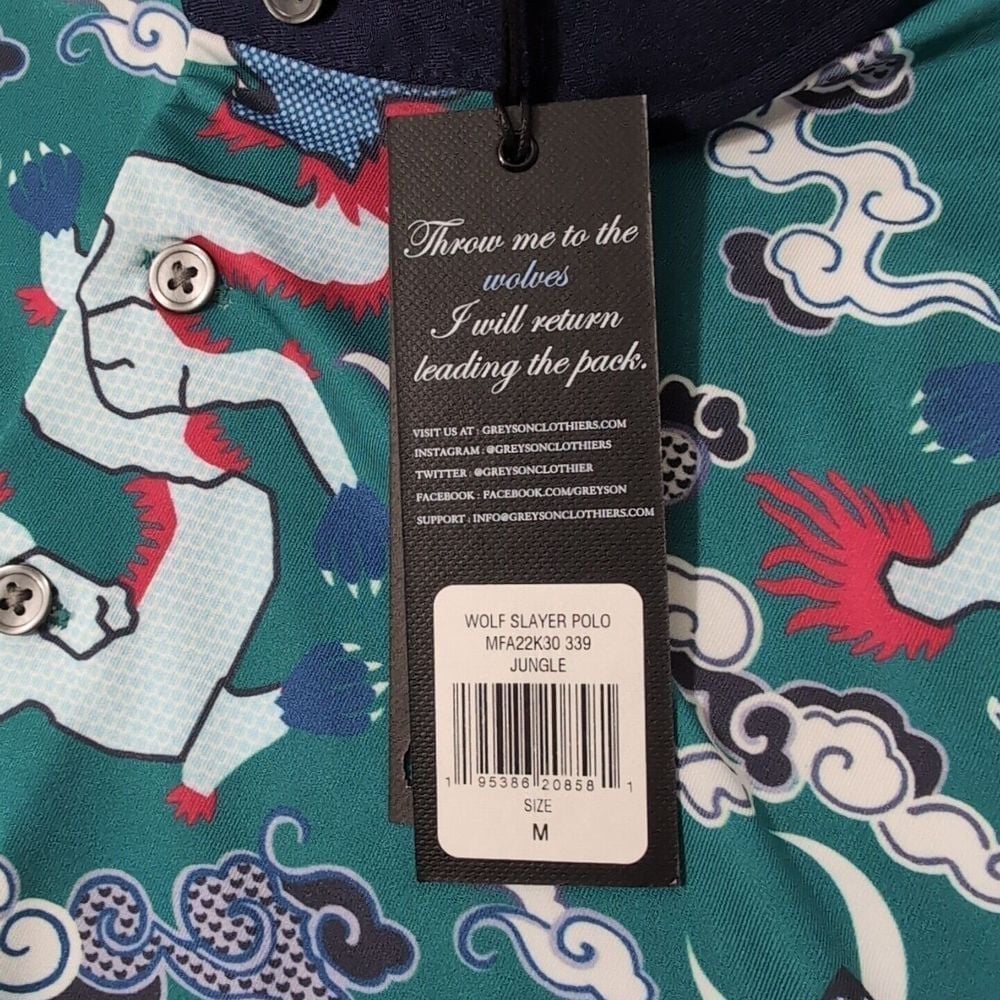 Throw me to the
wolves
I will return
leading the pack.
VISIT US AT : GREYSONCLOTHIERS.COM
INSTAGRAM : @GREYSONCLOTHIERS
TWITTER : @GREYSONCLOTHIER
FACEBOOK : FACEBOOK.COM/GREYSON
SUPPORT : INFO@GREYSONCLOTHIERS.COM
WOLF SLAYER POLO
MFA22K30 339
JUNGLE
1 95386 20858 1
SIZE
M